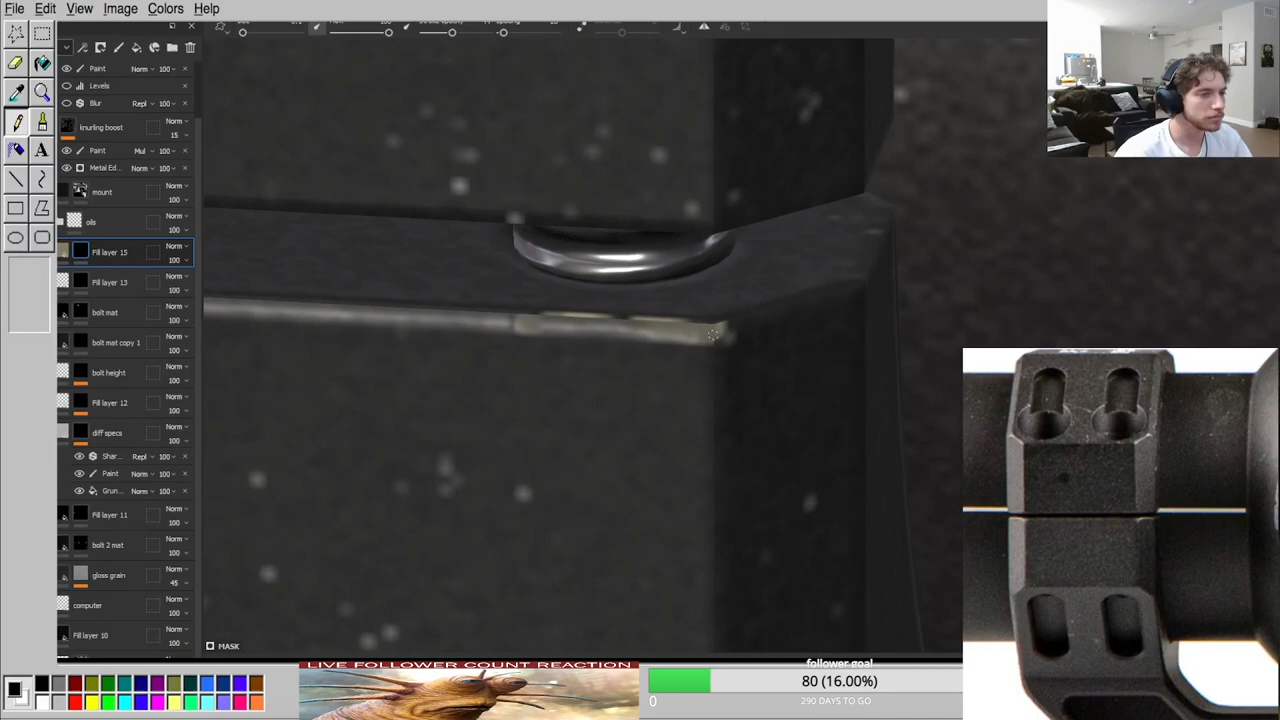 File Edit View Image Colors Help
Paint Norm 100
Levels
Blur Repl 100
knurling boost Norm 15
Paint Mul 100
Metal Ed... Norm 100
mount Norm 100
oils Norm 100
Fill layer 15 Norm 100
Fill layer 13 Norm 100
bolt mat Norm 100
bolt mat copy 1 Norm 100
bolt height Norm 100
Fill layer 12 Norm 100
diff specs Norm 100
Shar... Repl 100
Paint Norm 100
Grun... Norm 100
Fill layer 11 Norm 100
bolt 2 mat Norm 100
gloss grain Norm 45
computer Norm 100
Fill layer 10 Norm 100
MASK
LIVE FOLLOWER COUNT REACTION
follower goal
80 (16.00%)
0
290 DAYS TO GO
A